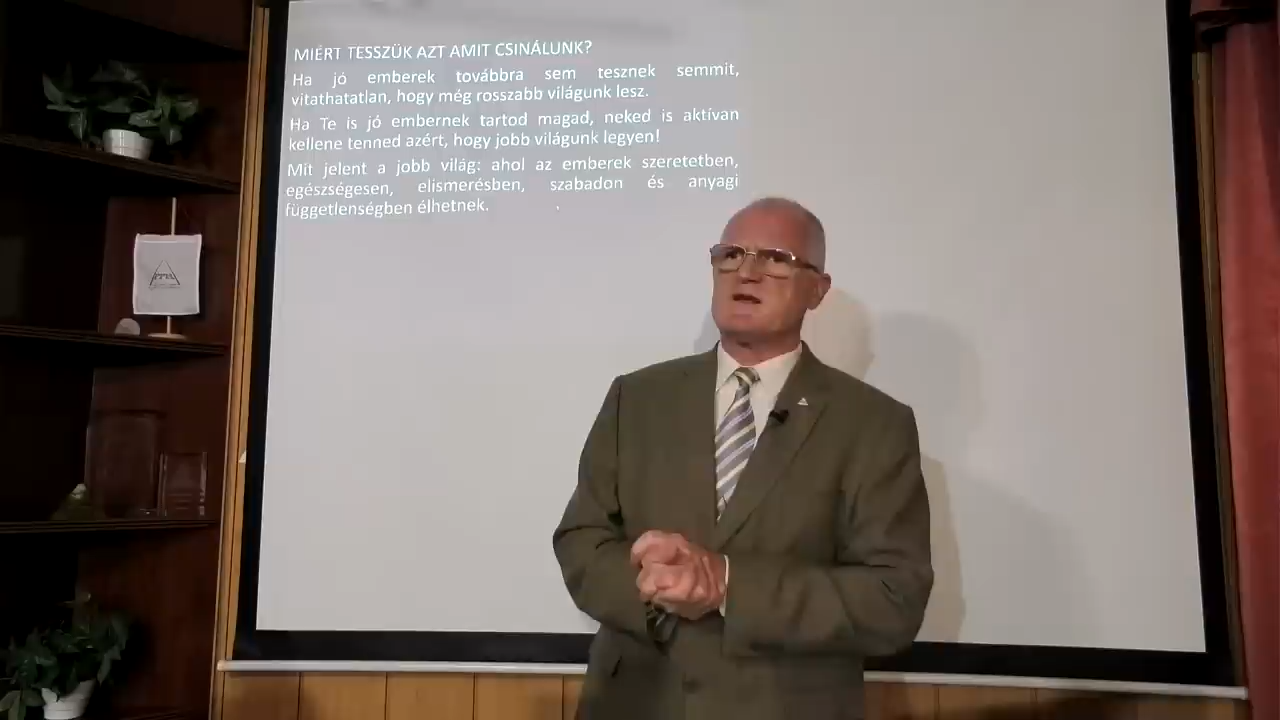 MIÉRT TESSZÜK AZT AMIT CSINÁLUNK?
Ha jó emberek továbbra sem tesznek semmit,
vitathatatlan, hogy még rosszabb világunk lesz.
Ha Te is jó embernek tartod magad, neked is aktívan
kellene tenned azért, hogy jobb világunk legyen!
Mit jelent a jobb világ: ahol az emberek szeretetben,
egészségesen, elismerésben, szabadon és anyagi
függetlenségben élhetnek.